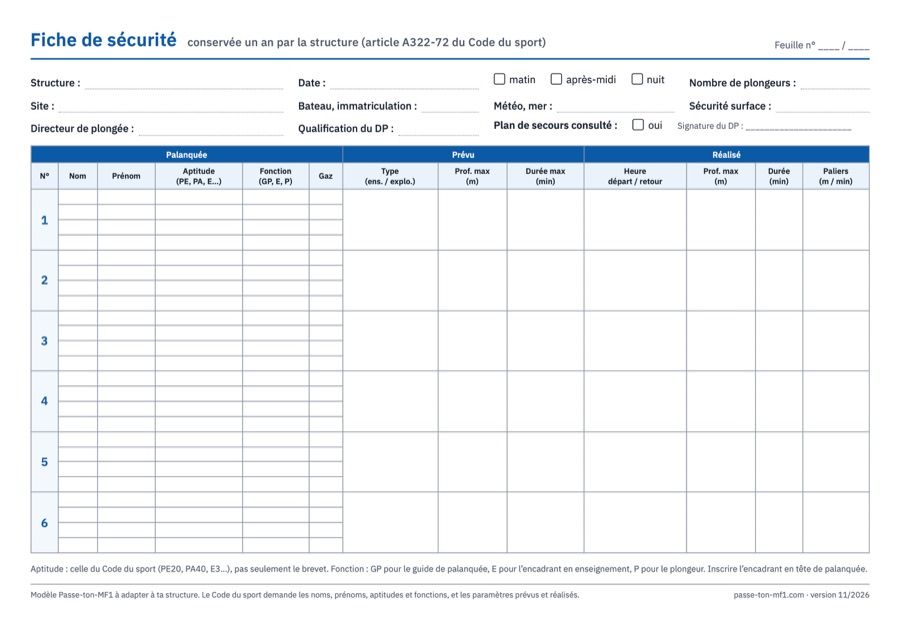 Fiche de sécurité conservée un an par la structure (article A322-72 du Code du sport)
Feuille n° ____ / ____
Structure : Date : matin après-midi nuit Nombre de plongeurs :
Site : Bateau, immatriculation : Météo, mer : Sécurité surface :
Directeur de plongée : Qualification du DP : Plan de secours consulté : oui Signature du DP : ____________________
Palanquée Prévu Réalisé
N° Nom Prénom Aptitude (PE, PA, E…) Fonction (GP, E, P) Gaz Type (ens. / explo.) Prof. max (m) Durée max (min) Heure départ / retour Prof. max (m) Durée (min) Paliers (m / min)
1
2
3
4
5
6
Aptitude : celle du Code du sport (PE20, PA40, E3…), pas seulement le brevet. Fonction : GP pour le guide de palanquée, E pour l’encadrant en enseignement, P pour le plongeur. Inscrire l’encadrant en tête de palanquée.
Modèle Passe-ton-MF1 à adapter à ta structure. Le Code du sport demande les noms, prénoms, aptitudes et fonctions, et les paramètres prévus et réalisés.
passe-ton-mf1.com · version 11/2026